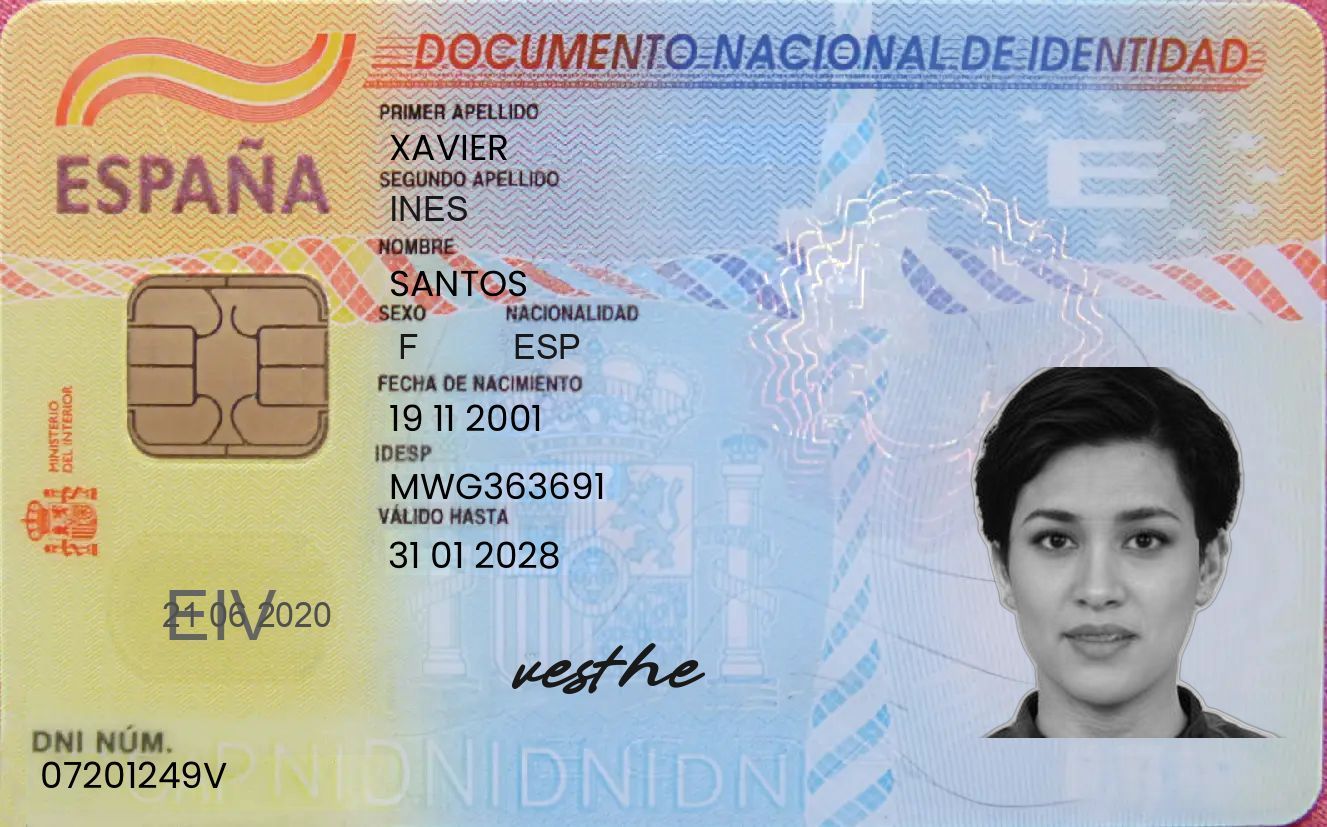 DOCUMENTO NACIONAL DE IDENTIDAD
ESPAÑA
PRIMER APELLIDO
XAVIER
SEGUNDO APELLIDO
INES
NOMBRE
SANTOS
SEXO NACIONALIDAD
F ESP
FECHA DE NACIMIENTO
19 11 2001
IDESP
MWG363691
VÁLIDO HASTA
31 01 2028
MINISTERIO
DEL INTERIOR
E
EIV
21 06 2020
vesthe
DNI NÚM.
07201249V